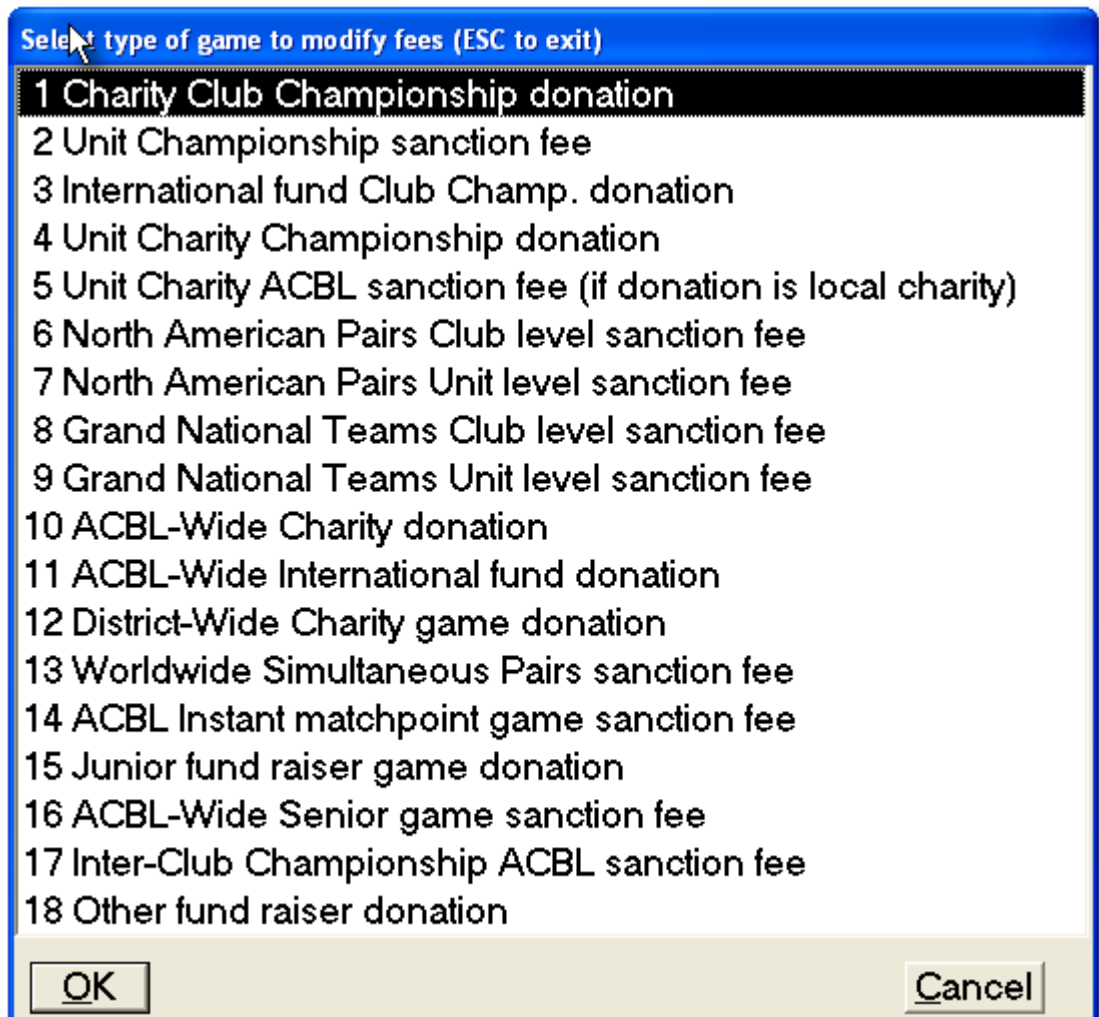 Select type of game to modify fees (ESC to exit)
1 Charity Club Championship donation
2 Unit Championship sanction fee
3 International fund Club Champ. donation
4 Unit Charity Championship donation
5 Unit Charity ACBL sanction fee (if donation is local charity)
6 North American Pairs Club level sanction fee
7 North American Pairs Unit level sanction fee
8 Grand National Teams Club level sanction fee
9 Grand National Teams Unit level sanction fee
10 ACBL-Wide Charity donation
11 ACBL-Wide International fund donation
12 District-Wide Charity game donation
13 Worldwide Simultaneous Pairs sanction fee
14 ACBL Instant matchpoint game sanction fee
15 Junior fund raiser game donation
16 ACBL-Wide Senior game sanction fee
17 Inter-Club Championship ACBL sanction fee
18 Other fund raiser donation
OK Cancel